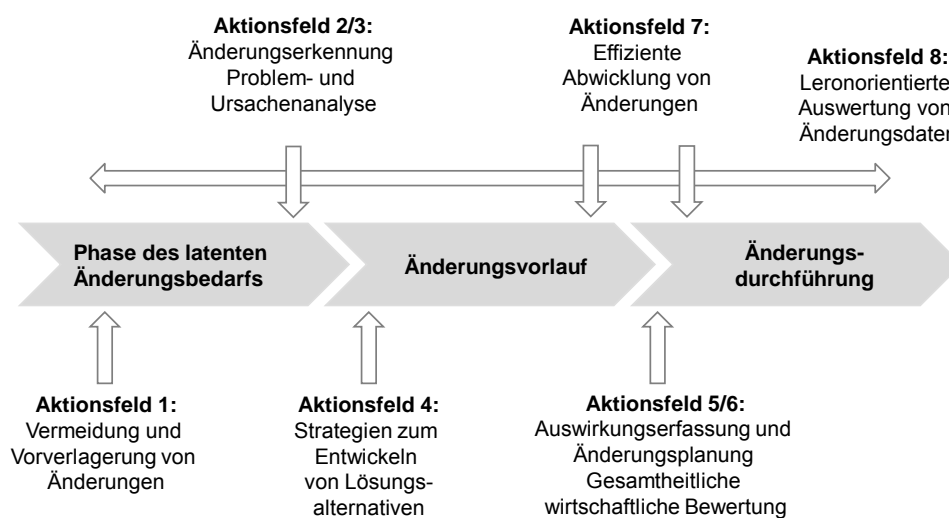 Aktionsfeld 2/3:
Änderungserkennung
Problem- und
Ursachenanalyse
Aktionsfeld 7:
Effiziente
Abwicklung von
Änderungen
Aktionsfeld 8:
Leronorientierte
Auswertung von
Änderungsdaten
Phase des latenten
Änderungsbedarfs
Änderungsvorlauf
Änderungs-
durchführung
Aktionsfeld 1:
Vermeidung und
Vorverlagerung von
Änderungen
Aktionsfeld 4:
Strategien zum
Entwickeln
von Lösungs-
alternativen
Aktionsfeld 5/6:
Auswirkungserfassung und
Änderungsplanung
Gesamtheitliche
wirtschaftliche Bewertung